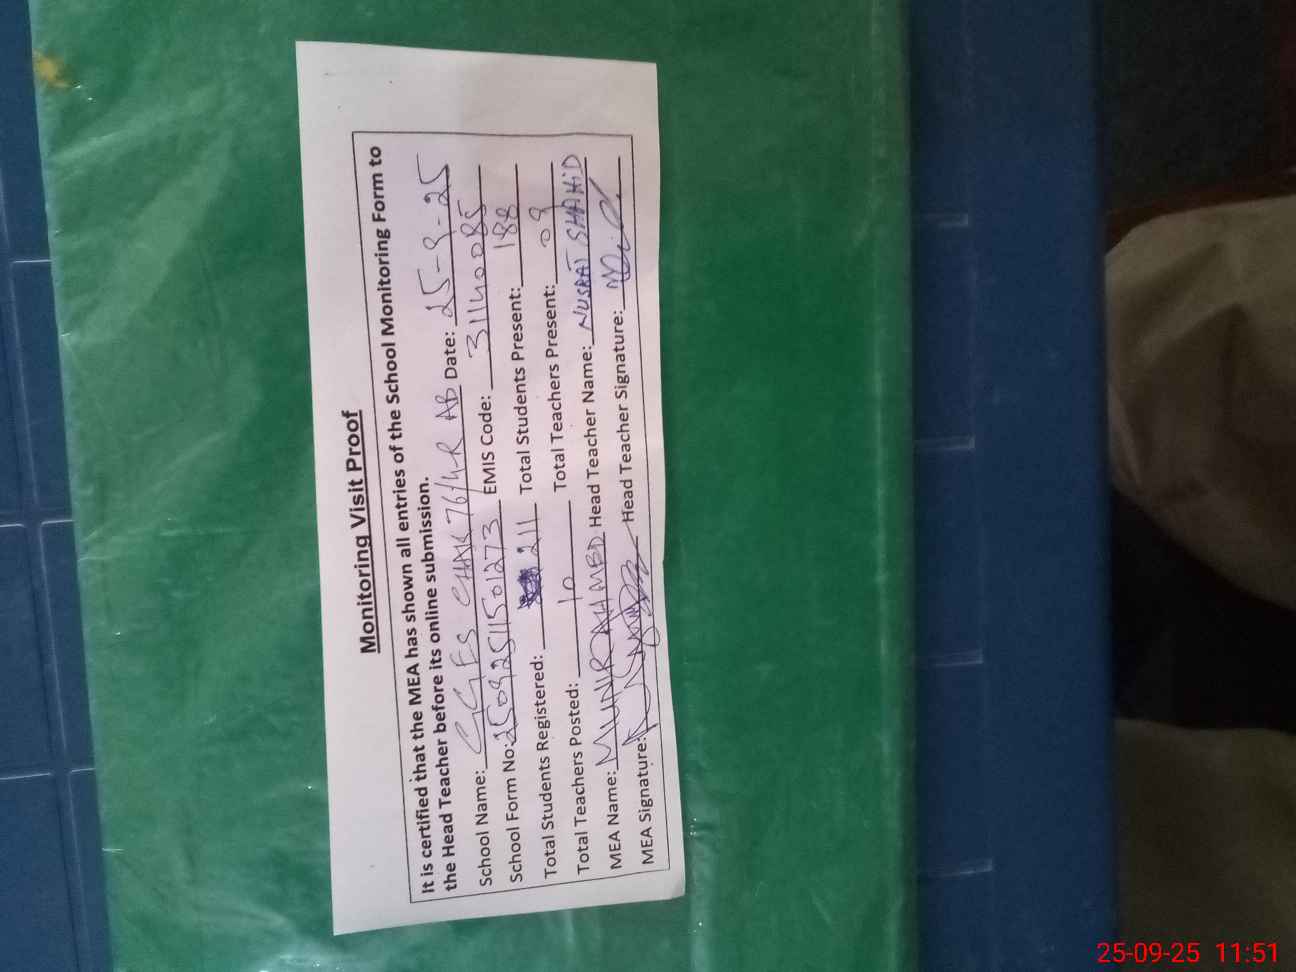 Monitoring Visit Proof
It is certified that the MEA has shown all entries of the School Monitoring Form to
the Head Teacher before its online submission.
School Name: GGES CHAK 76/4-R AB Date: 25-9-25
School Form No: 25092511501273 EMIS Code: 31140085
Total Students Registered: 211 Total Students Present: 188
Total Teachers Posted: 10 Total Teachers Present: 09
MEA Name: MUNIR AHMED Head Teacher Name: NUSRAT SHAHID
MEA Signature: Head Teacher Signature:
25-09-25 11:51